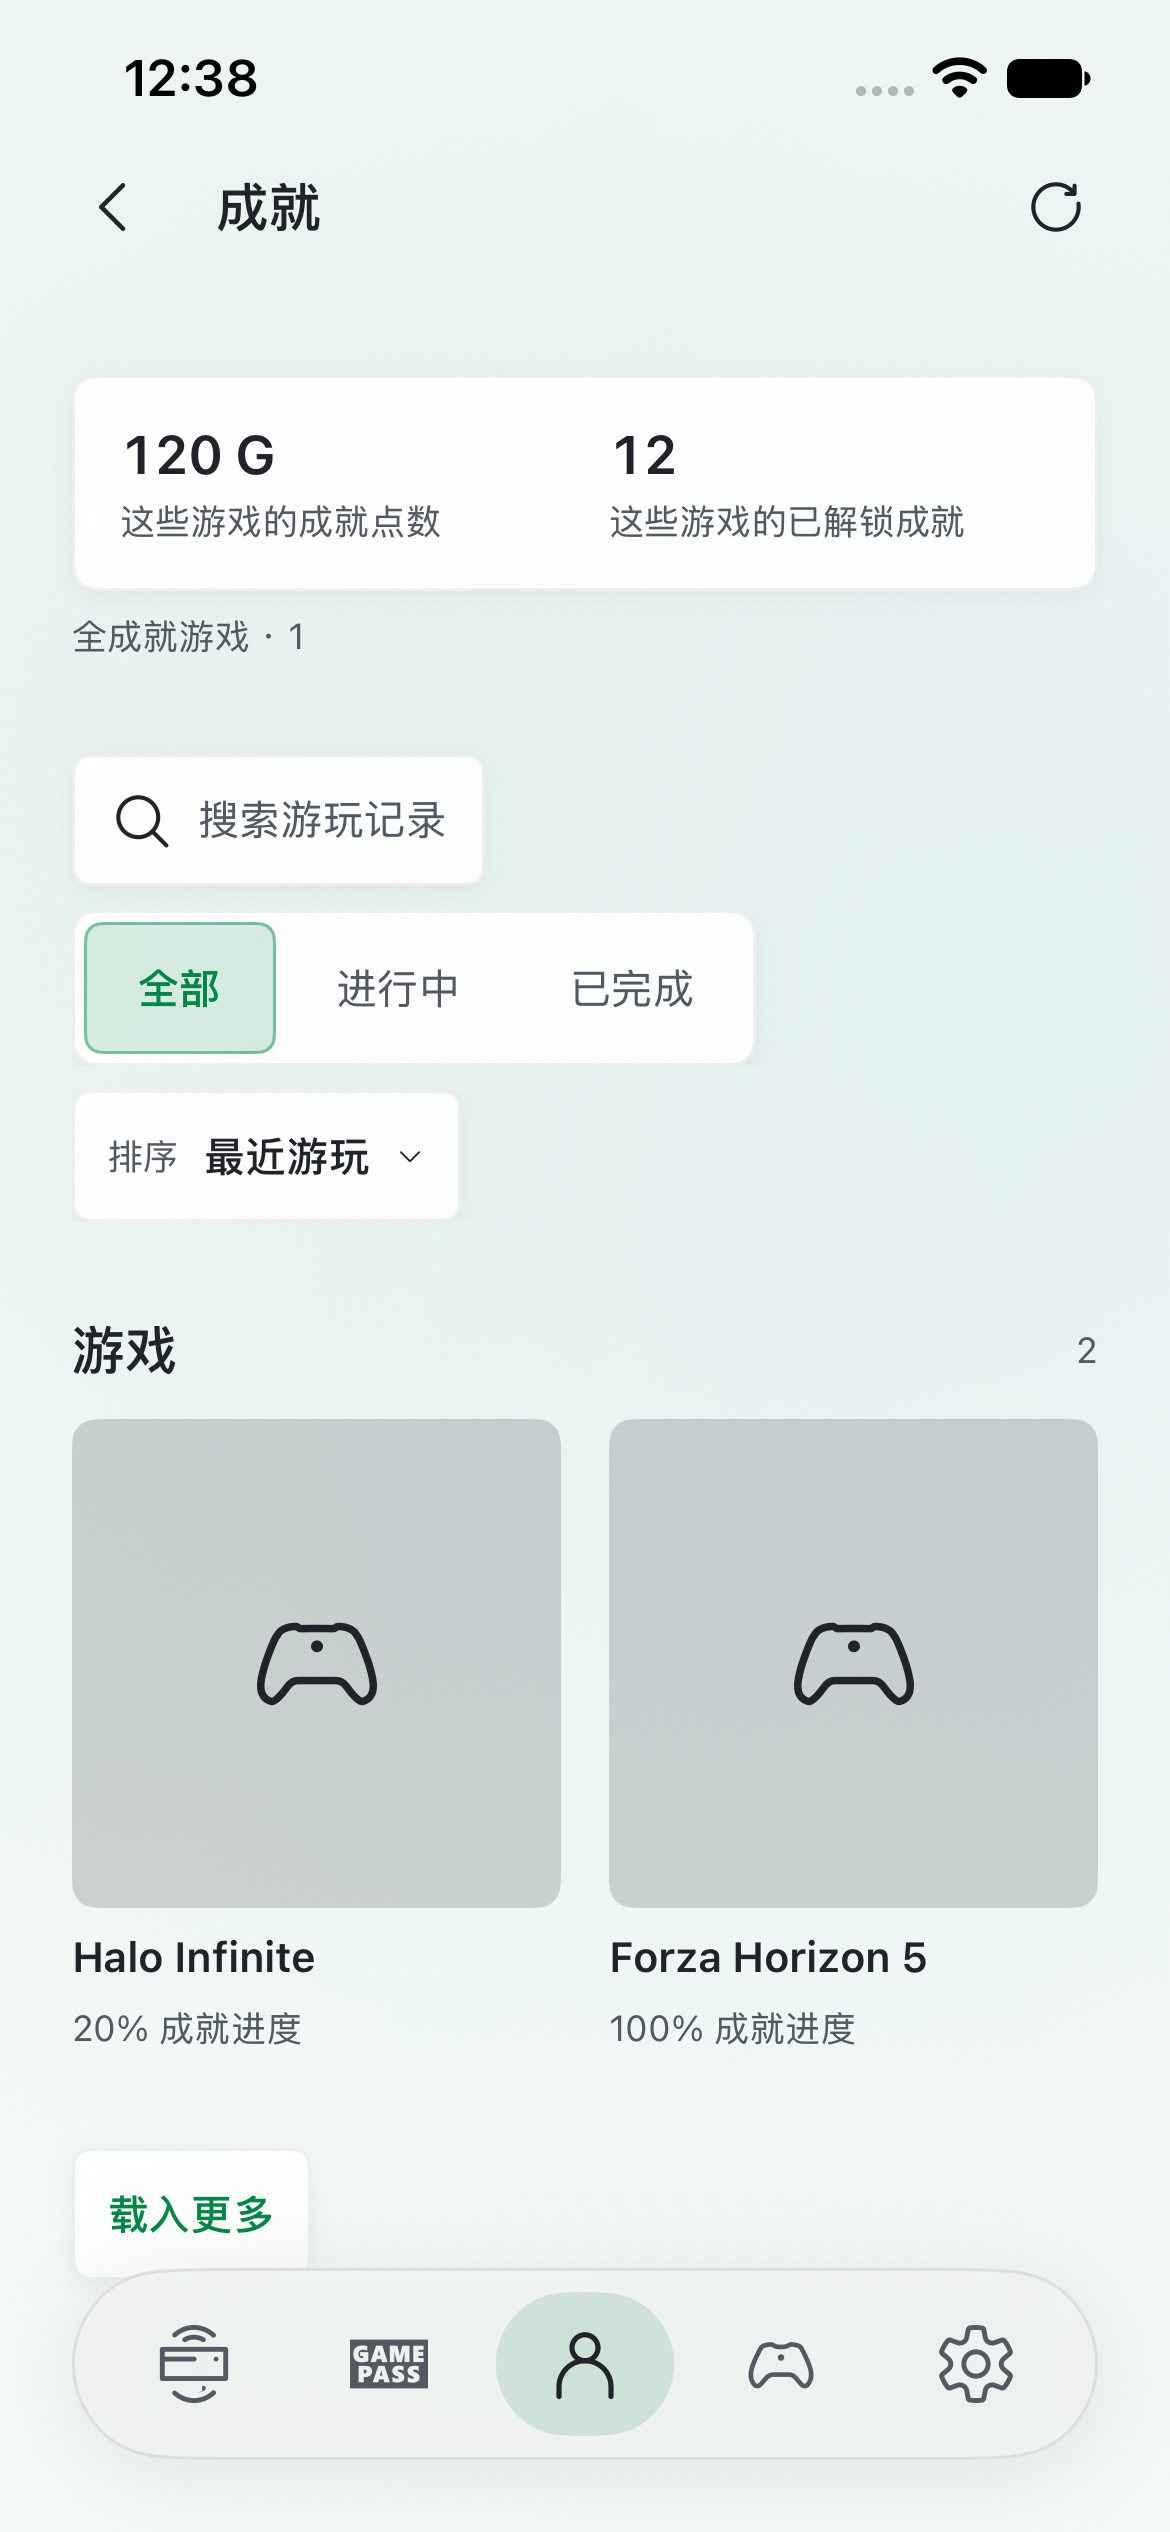 12:38
成就
120 G
12
这些游戏的成就点数
这些游戏的已解锁成就
全成就游戏 · 1
搜索游玩记录
全部
进行中
已完成
排序 最近游玩
游戏
2
Halo Infinite
Forza Horizon 5
20% 成就进度
100% 成就进度
载入更多
GAME
PASS